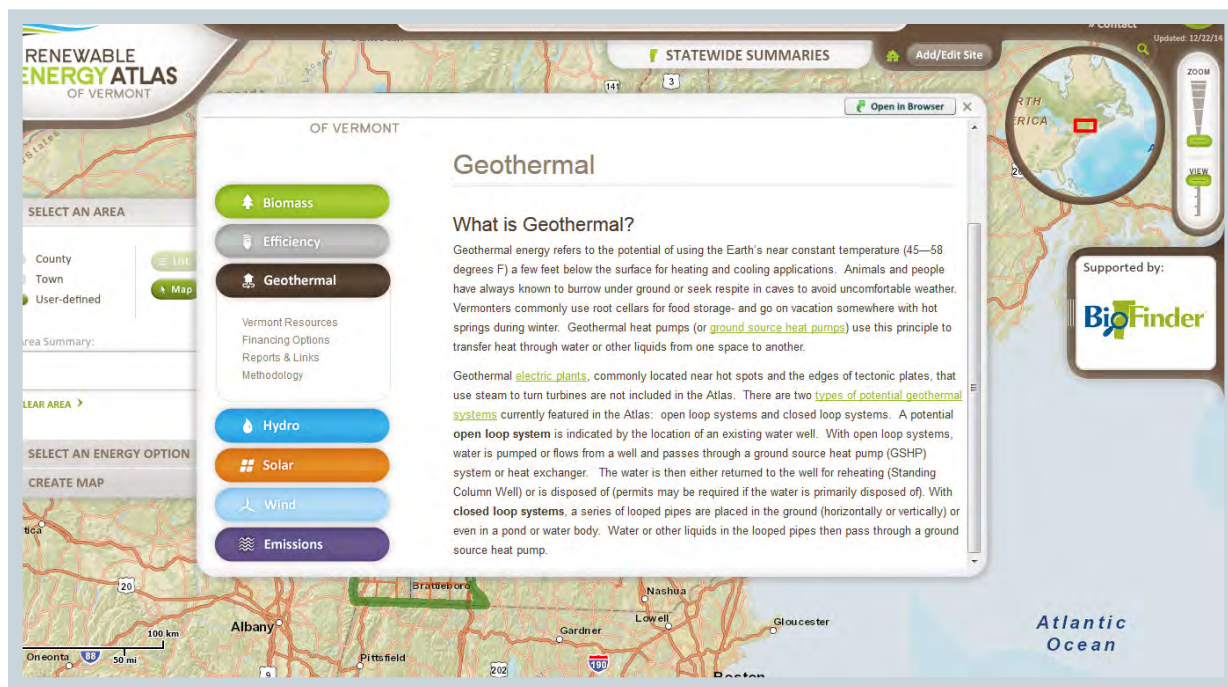 RENEWABLE
ENERGY ATLAS
OF VERMONT
STATEWIDE SUMMARIES
Add/Edit Site
» Contact
Updated: 12/22/14
ZOOM
VIEW
141
3
Open in Browser
OF VERMONT
Biomass
Efficiency
Geothermal
Vermont Resources
Financing Options
Reports & Links
Methodology
Hydro
Solar
Wind
Emissions
Geothermal
What is Geothermal?
Geothermal energy refers to the potential of using the Earth's near constant temperature (45—58
degrees F) a few feet below the surface for heating and cooling applications. Animals and people
have always known to burrow under ground or seek respite in caves to avoid uncomfortable weather.
Vermonters commonly use root cellars for food storage- and go on vacation somewhere with hot
springs during winter. Geothermal heat pumps (or ground source heat pumps) use this principle to
transfer heat through water or other liquids from one space to another.
Geothermal electric plants, commonly located near hot spots and the edges of tectonic plates, that
use steam to turn turbines are not included in the Atlas. There are two types of potential geothermal
systems currently featured in the Atlas: open loop systems and closed loop systems. A potential
open loop system is indicated by the location of an existing water well. With open loop systems,
water is pumped or flows from a well and passes through a ground source heat pump (GSHP)
system or heat exchanger. The water is then either returned to the well for reheating (Standing
Column Well) or is disposed of (permits may be required if the water is primarily disposed of). With
closed loop systems, a series of looped pipes are placed in the ground (horizontally or vertically) or
even in a pond or water body. Water or other liquids in the looped pipes then pass through a ground
source heat pump.
SELECT AN AREA
County
Town
User-defined
List
Map
rea Summary:
LEAR AREA >
SELECT AN ENERGY OPTION
CREATE MAP
RTH
ERICA
Supported by:
BioFinder
tica
20
Brattleboro
Nashua
Lowell
Gloucester
Gardner
Albany
100 km
50 mi
Oneonta
88
Pittsfield
9
202
190
Boston
Atlantic
Ocean